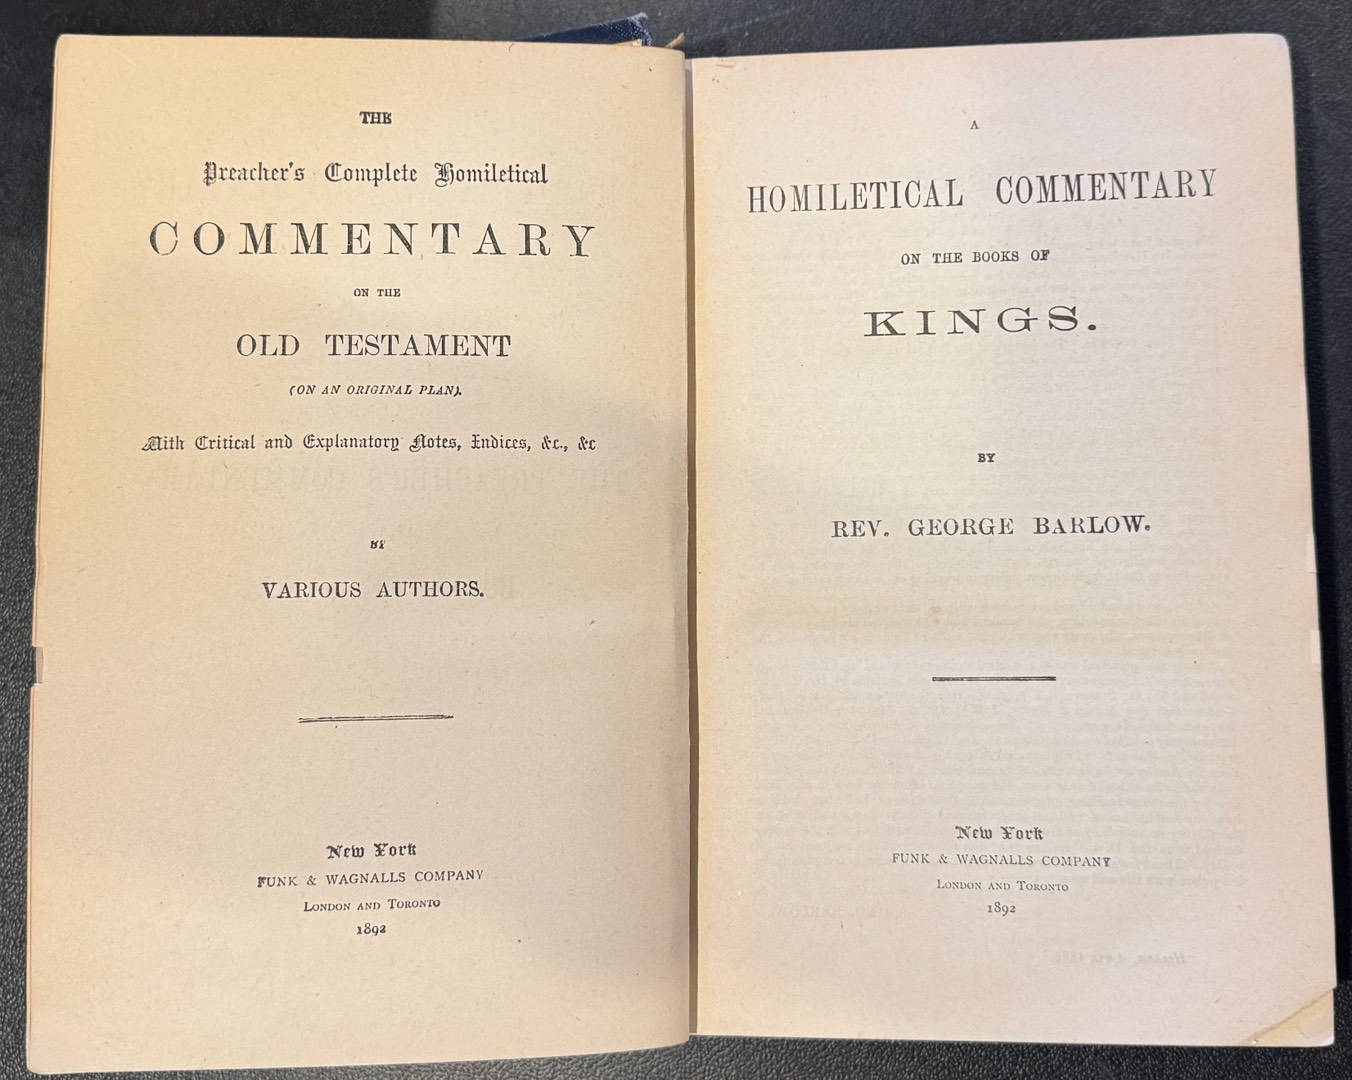 THE
Preacher's Complete Homiletical
COMMENTARY
ON THE
OLD TESTAMENT
(ON AN ORIGINAL PLAN).
With Critical and Explanatory Notes, Indices, &c., &c
BY
VARIOUS AUTHORS.
New York
FUNK & WAGNALLS COMPANY
LONDON AND TORONTO
1892
A
HOMILETICAL COMMENTARY
ON THE BOOKS OF
KINGS.
BY
REV. GEORGE BARLOW.
New York
FUNK & WAGNALLS COMPANY
LONDON AND TORONTO
1892